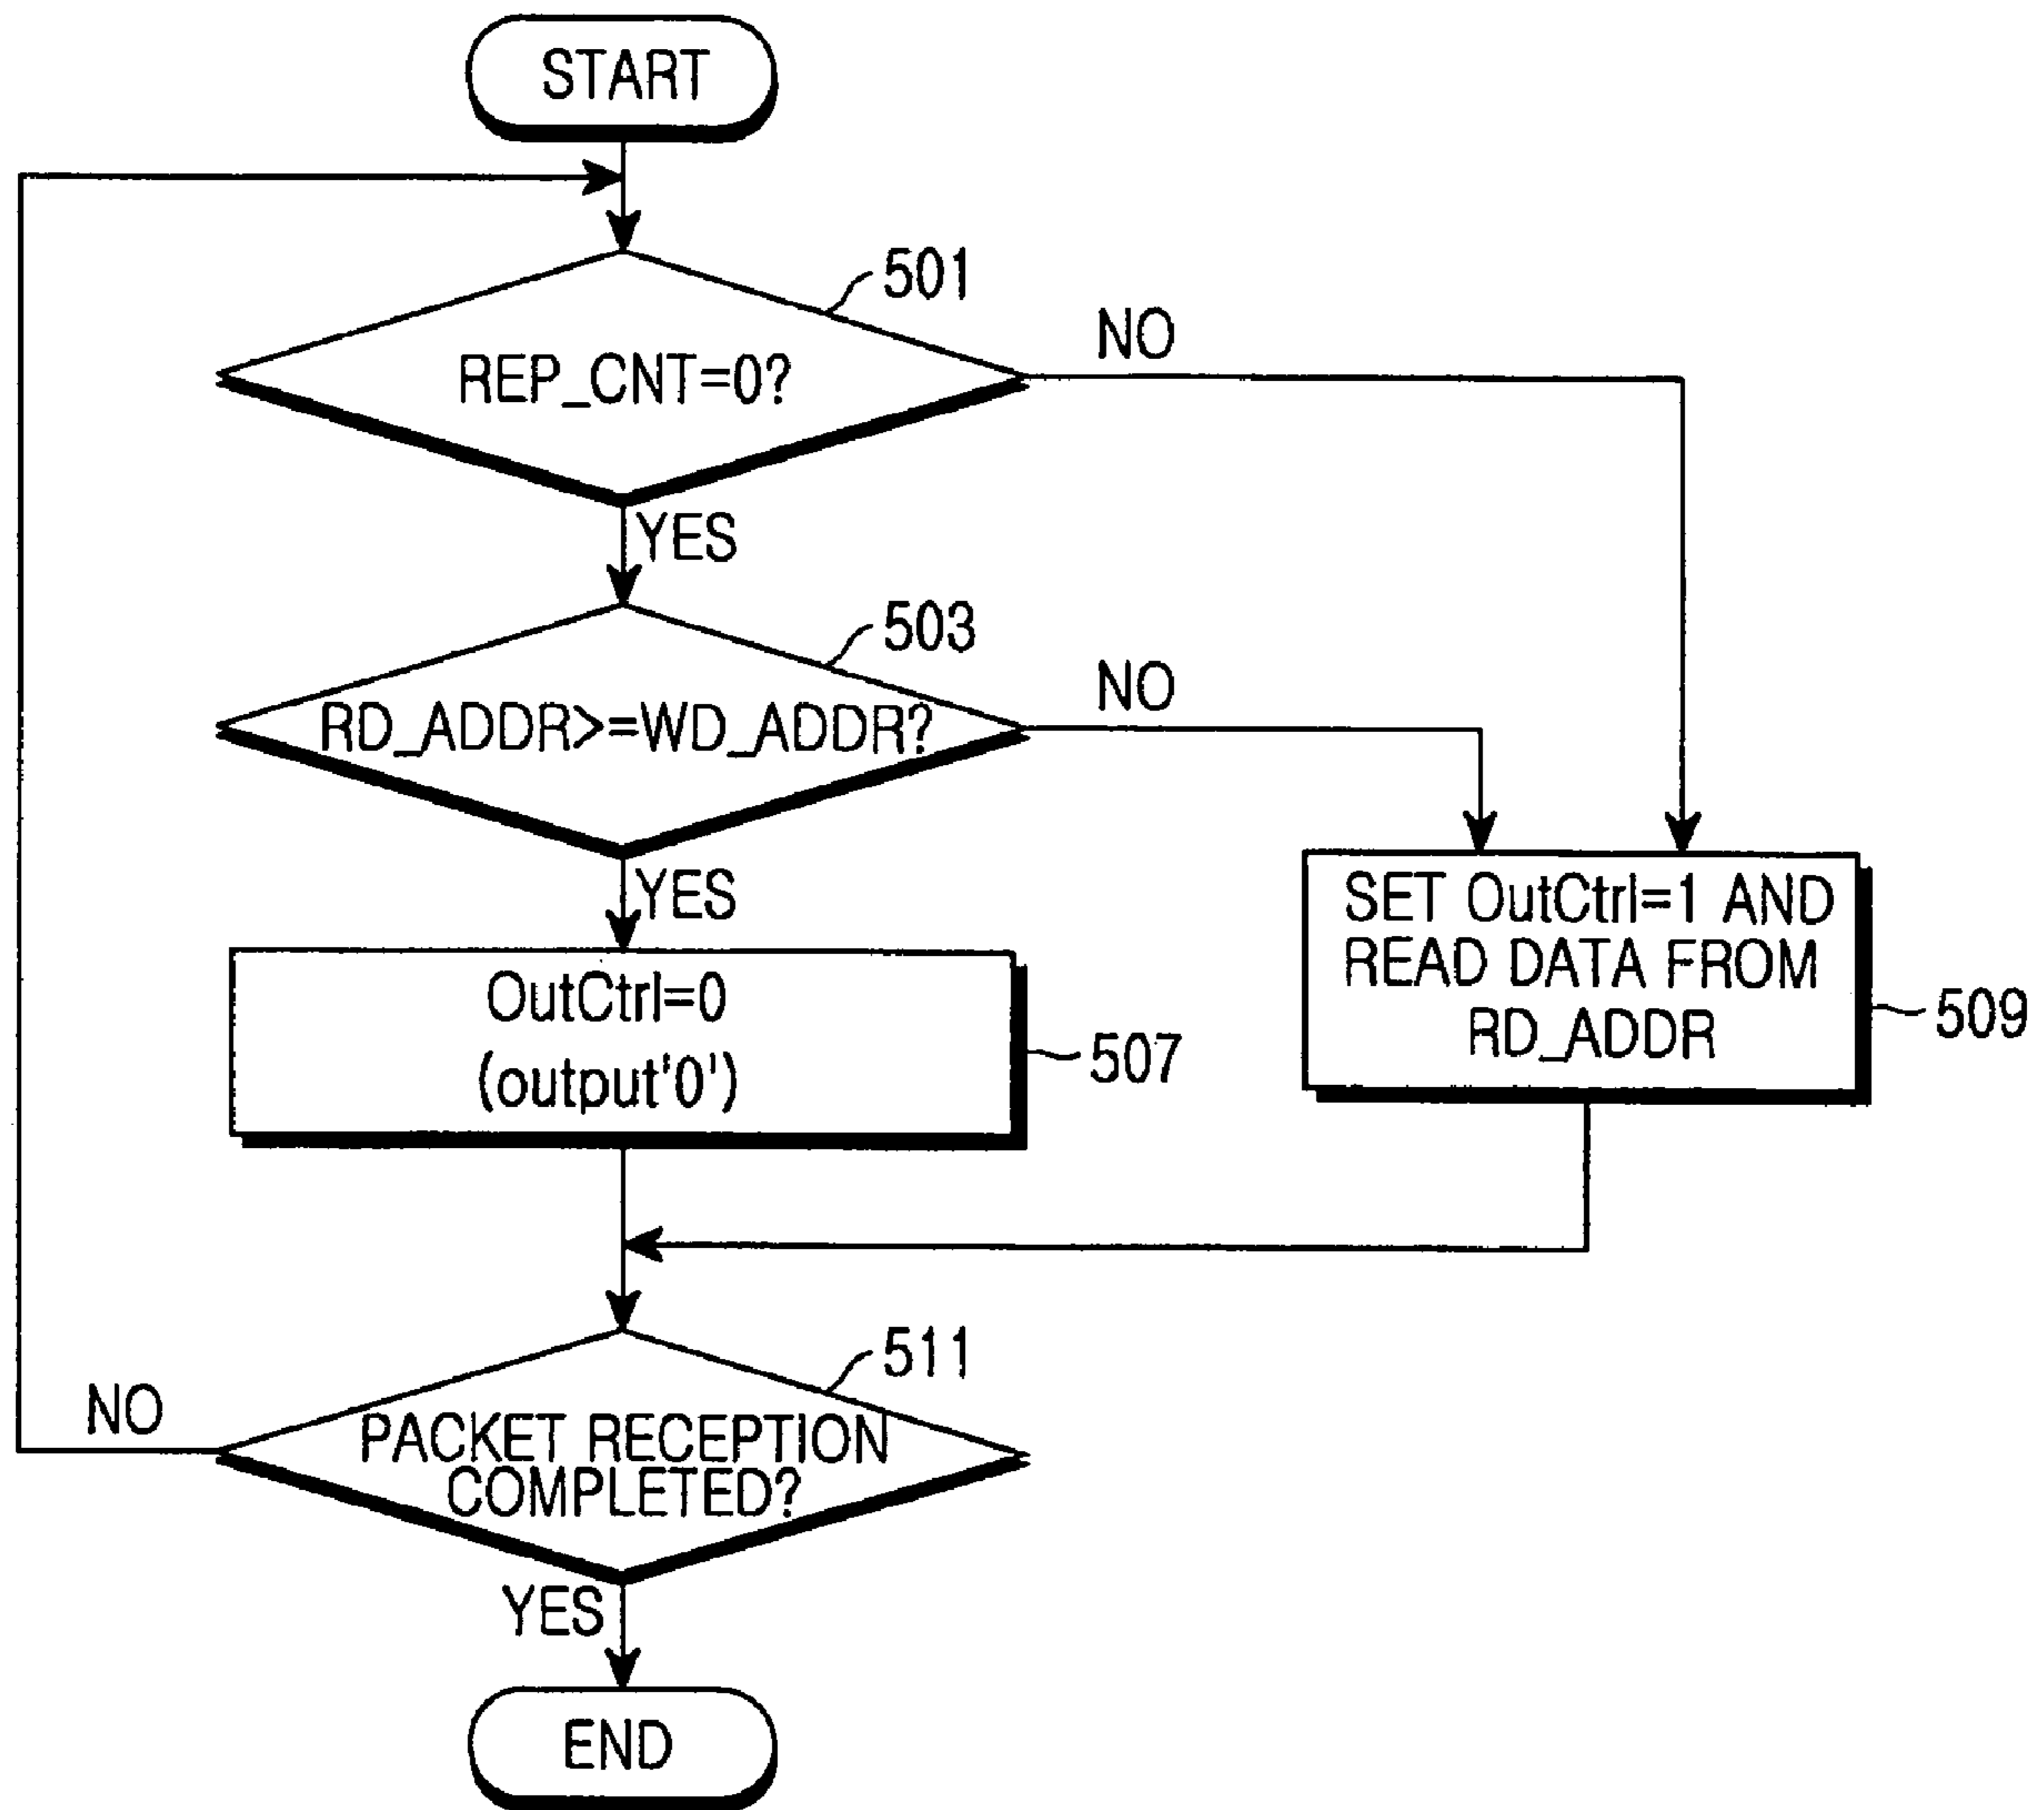 START
501
REP_CNT=0?
NO
YES
503
RD_ADDR>=WD_ADDR?
NO
YES
OutCtrl=0
(output'0')
507
SET OutCtrl=1 AND
READ DATA FROM
RD_ADDR
509
511
PACKET RECEPTION
COMPLETED?
NO
YES
END